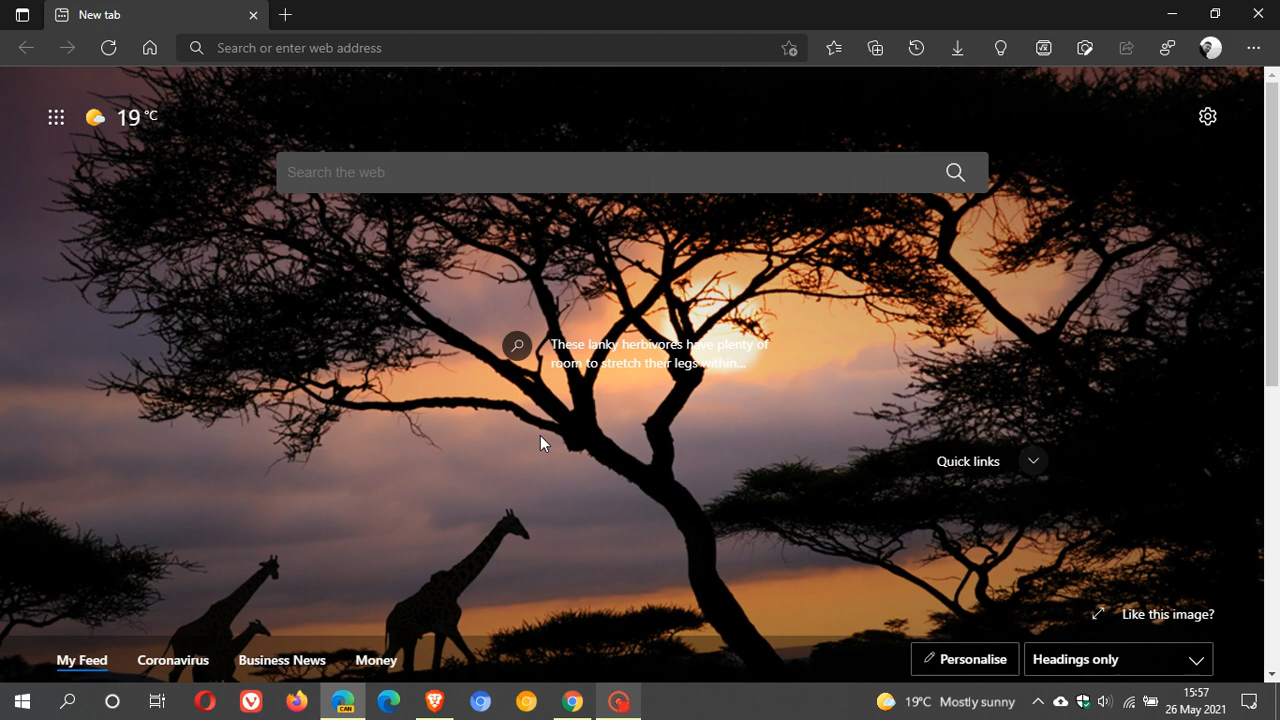 New tab
Search or enter web address
19 °C
Search the web
These lanky herbivores have plenty of
room to stretch their legs within...
Quick links
Like this image?
My Feed Coronavirus Business News Money
Personalise Headings only
CAN
19°C Mostly sunny
15:57
26 May 2021